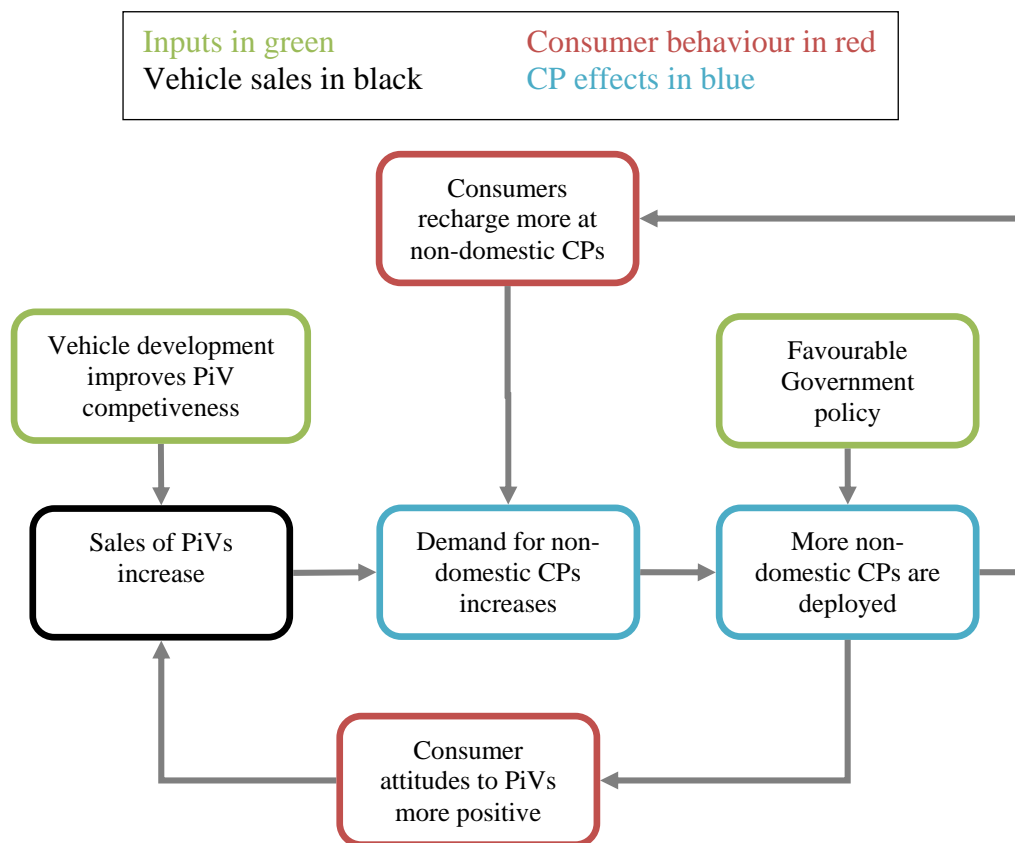 Inputs in green
Consumer behaviour in red
Vehicle sales in black
CP effects in blue
Consumers
recharge more at
non-domestic CPs
Vehicle development
improves PiV
competiveness
Favourable
Government
policy
Sales of PiVs
increase
Demand for non-
domestic CPs
increases
More non-
domestic CPs are
deployed
Consumer
attitudes to PiVs
more positive